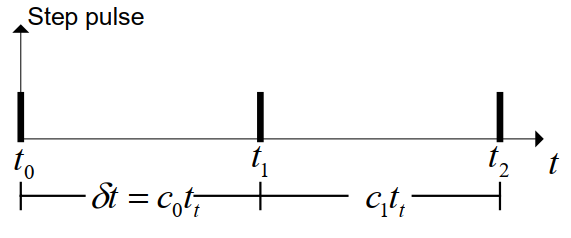 Step pulse
t₀ t₁ t₂ t
δt = c₀tₜ c₁tₜ